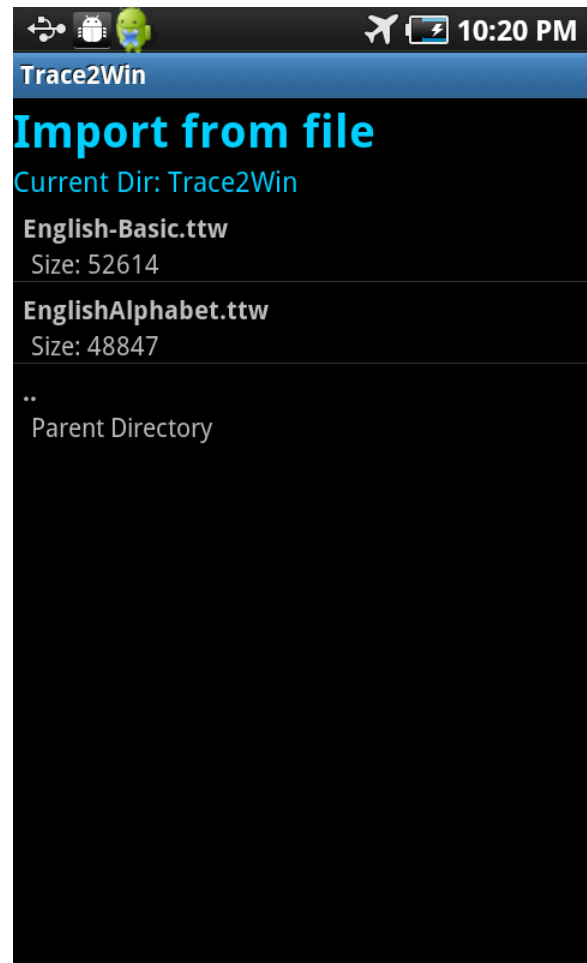 10:20 PM
Trace2Win
Import from file
Current Dir: Trace2Win
English-Basic.ttw
Size: 52614
EnglishAlphabet.ttw
Size: 48847
..
Parent Directory